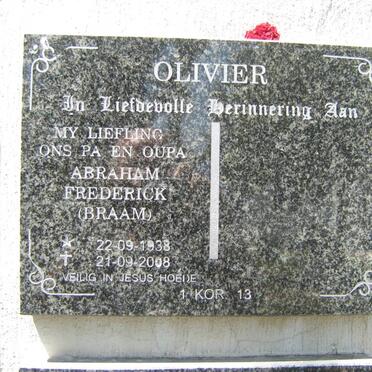 OLIVIER
In Liefdevolle Herinnering Aan
MY LIEFLING
ONS PA EN OUPA
ABRAHAM
FREDERICK
(BRAAM)
22-09-1938
21-09-2008
VEILIG IN JESUS HOEDE
1 KOR 13